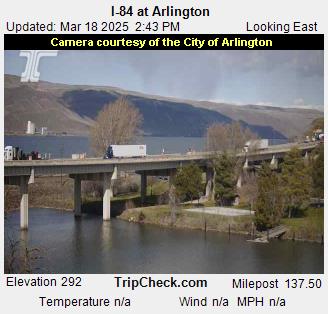 I-84 at Arlington
Updated: Mar 18 2025 2:43 PM Looking East
Camera courtesy of the City of Arlington
Elevation 292 TripCheck.com Milepost 137.50
Temperature n/a Wind n/a MPH n/a